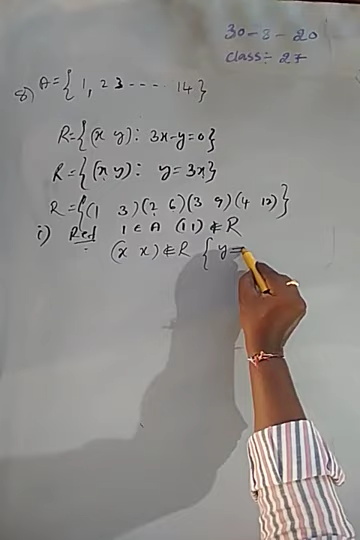 30-8-20
class:- 27
8) A={1, 2 3 ---- 14}
R={(x y): 3x-y=0}
R={(x y): y=3x}
R={(1 3)(2 6)(3 9)(4 12)}
i) Ref 1∈A (1 1)∉R
(x x)∉R {y=